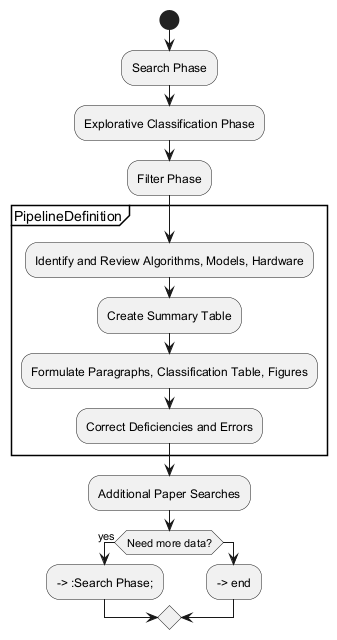 Search Phase
Explorative Classification Phase
Filter Phase
PipelineDefinition
Identify and Review Algorithms, Models, Hardware
Create Summary Table
Formulate Paragraphs, Classification Table, Figures
Correct Deficiencies and Errors
Additional Paper Searches
yes
Need more data?
-> :Search Phase;
-> end